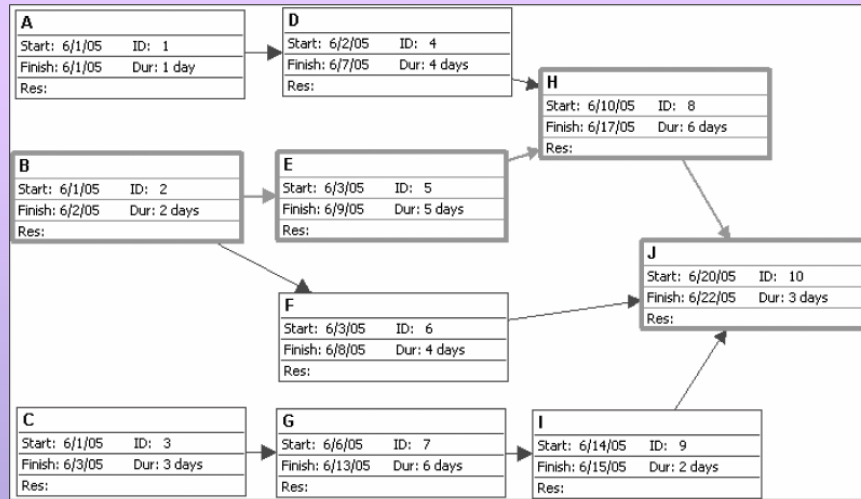 A
Start: 6/1/05 ID: 1
Finish: 6/1/05 Dur: 1 day
Res:
D
Start: 6/2/05 ID: 4
Finish: 6/7/05 Dur: 4 days
Res:
H
Start: 6/10/05 ID: 8
Finish: 6/17/05 Dur: 6 days
Res:
B
Start: 6/1/05 ID: 2
Finish: 6/2/05 Dur: 2 days
Res:
E
Start: 6/3/05 ID: 5
Finish: 6/9/05 Dur: 5 days
Res:
J
Start: 6/20/05 ID: 10
Finish: 6/22/05 Dur: 3 days
Res:
F
Start: 6/3/05 ID: 6
Finish: 6/8/05 Dur: 4 days
Res:
C
Start: 6/1/05 ID: 3
Finish: 6/3/05 Dur: 3 days
Res:
G
Start: 6/6/05 ID: 7
Finish: 6/13/05 Dur: 6 days
Res:
I
Start: 6/14/05 ID: 9
Finish: 6/15/05 Dur: 2 days
Res: